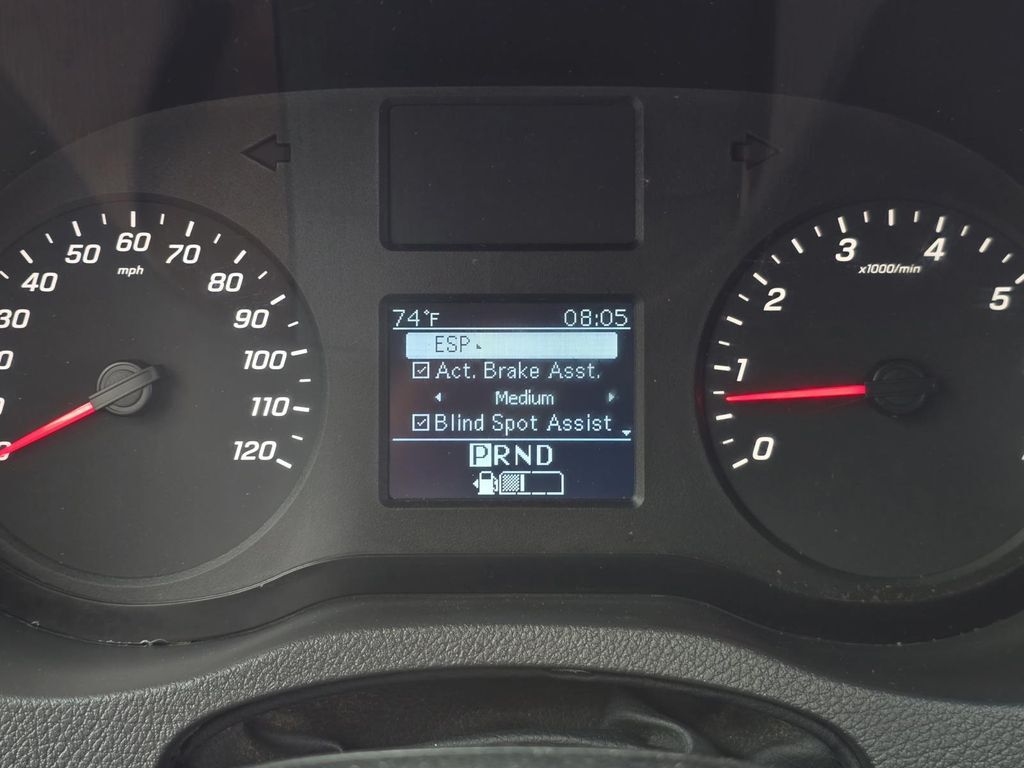 74°F 08:05
ESP
Act. Brake Asst.
Medium
Blind Spot Assist
PRND
30
40
50
60
70
80
90
100
110
120
mph
0
1
2
3
4
5
x1000/min